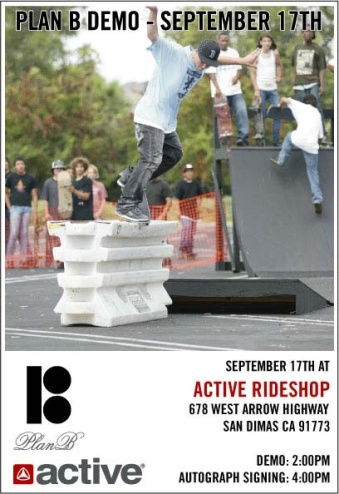 PLAN B DEMO - SEPTEMBER 17TH
SEPTEMBER 17TH AT
ACTIVE RIDESHOP
678 WEST ARROW HIGHWAY
SAN DIMAS CA 91773
DEMO: 2:00PM
AUTOGRAPH SIGNING: 4:00PM
B
Plan B
active